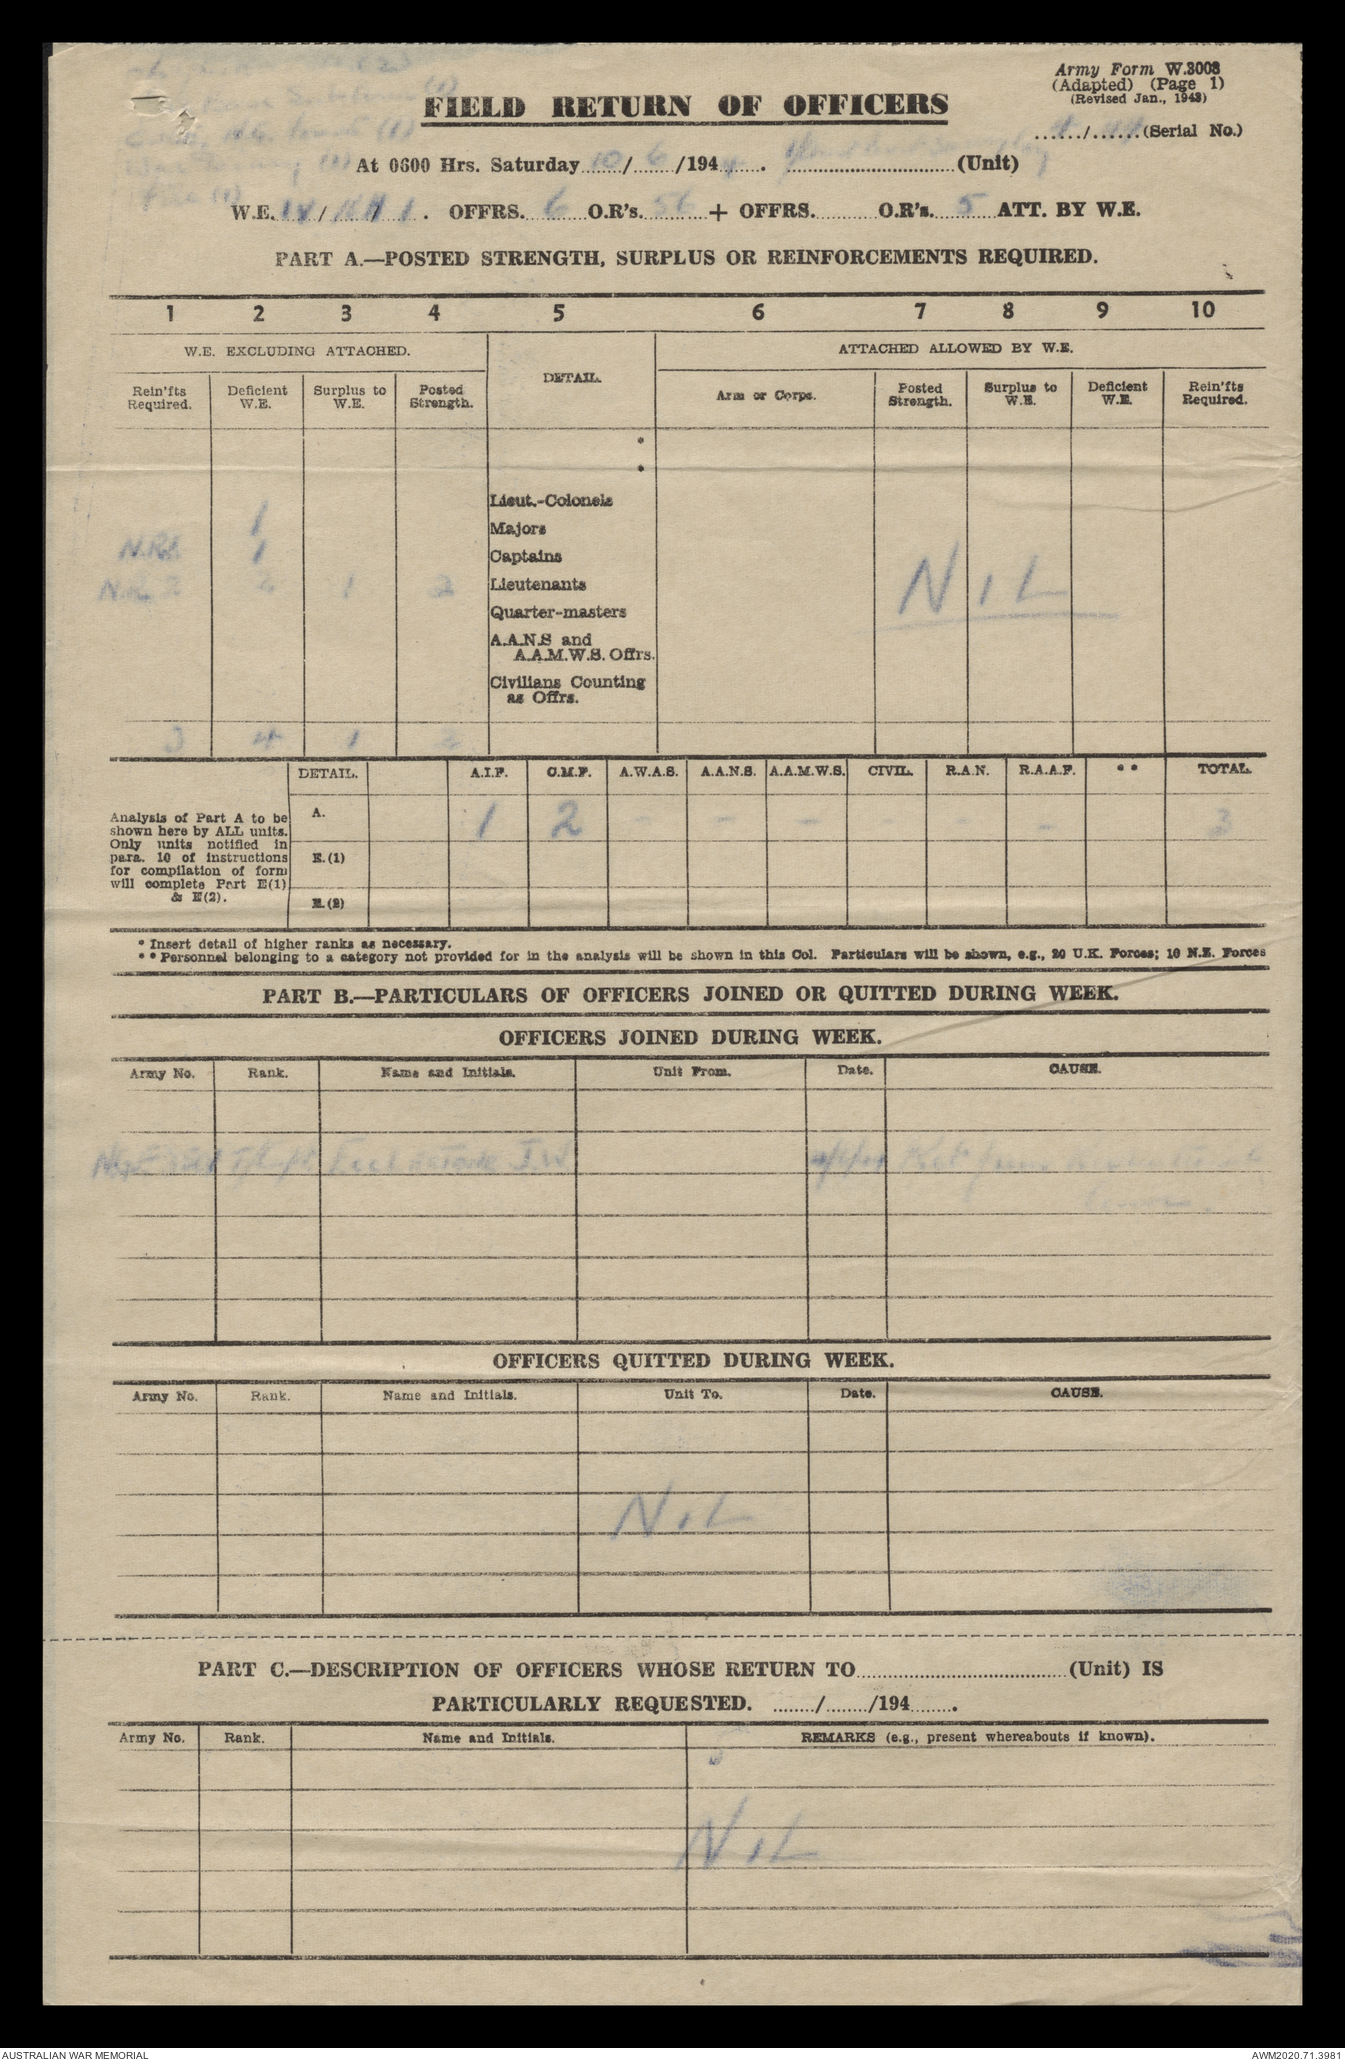 Army Form W.3008
(Adapted) (Page 1)
(Revised Jan., 1943)
FIELD RETURN OF OFFICERS
....../......(Serial No.)
At 0600 Hrs. Saturday 10/6/194 4. (Unit)
W.E. / 1. OFFRS. 6 O.R's. 56 + OFFRS. O.R's. 5 ATT. BY W.E.
PART A.—POSTED STRENGTH, SURPLUS OR REINFORCEMENTS REQUIRED.
1 2 3 4 5 6 7 8 9 10
W.E. EXCLUDING ATTACHED. DETAIL. ATTACHED ALLOWED BY W.E.
Rein'fts Required. Deficient W.E. Surplus to W.E. Posted Strength. Arm or Corps. Posted Strength. Surplus to W.E. Deficient W.E. Rein'fts Required.
*
*
Lieut.-Colonels
1 Majors
1 Captains
2 1 2 Lieutenants
NIL
Quarter-masters
A.A.N.S and
A.A.M.W.S. Offrs.
Civilians Counting
as Offrs.
3 4 1
DETAIL. A.I.F. C.M.F. A.W.A.S. A.A.N.S. A.A.M.W.S. CIVIL. R.A.N. R.A.A.F. ** TOTAL.
Analysis of Part A to be
shown here by ALL units.
Only units notified in
para. 10 of instructions
for compilation of form
will complete Part E(1)
& E(2).
A. 1 2 - - - - - 3
E.(1)
E.(2)
* Insert detail of higher ranks as necessary.
** Personnel belonging to a category not provided for in the analysis will be shown in this Col. Particulars will be shown, e.g., 20 U.K. Forces; 10 N.E. Forces
PART B.—PARTICULARS OF OFFICERS JOINED OR QUITTED DURING WEEK.
OFFICERS JOINED DURING WEEK.
Army No. Rank. Name and Initials. Unit From. Date. CAUSE.
J.W
OFFICERS QUITTED DURING WEEK.
Army No. Rank. Name and Initials. Unit To. Date. CAUSE.
NIL
PART C.—DESCRIPTION OF OFFICERS WHOSE RETURN TO....................(Unit) IS
PARTICULARLY REQUESTED. ......../......../194........
Army No. Rank. Name and Initials. REMARKS (e.g., present whereabouts if known).
NIL
AUSTRALIAN WAR MEMORIAL
AWM2020.71.3981